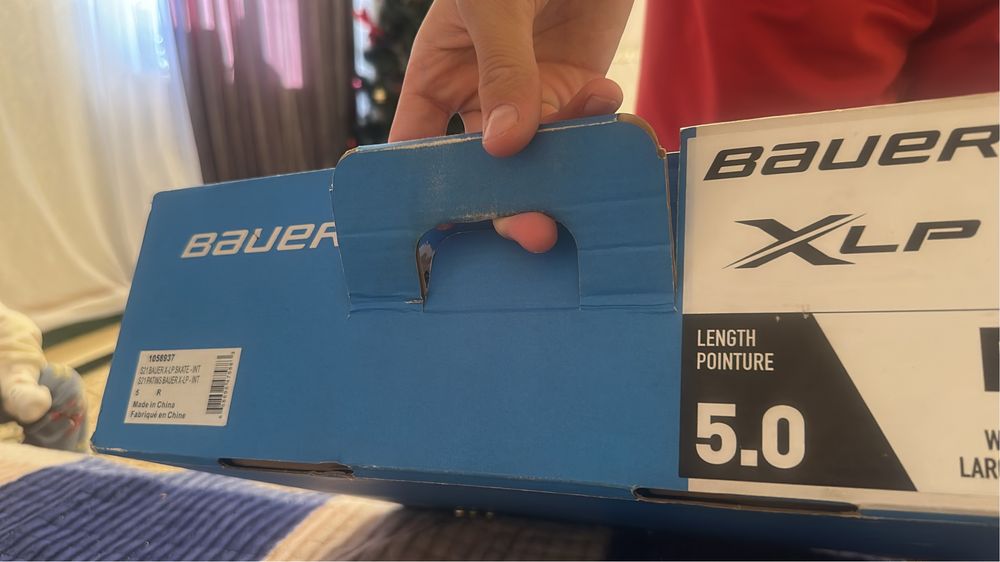 BAUER
1058937
S21 BAUER X-LP SKATE - INT
S21 PATINS BAUER X-LP - INT
5 R
Made in China
Fabriqué en Chine
BAUER
XLP
LENGTH
POINTURE
5.0
W
LAR